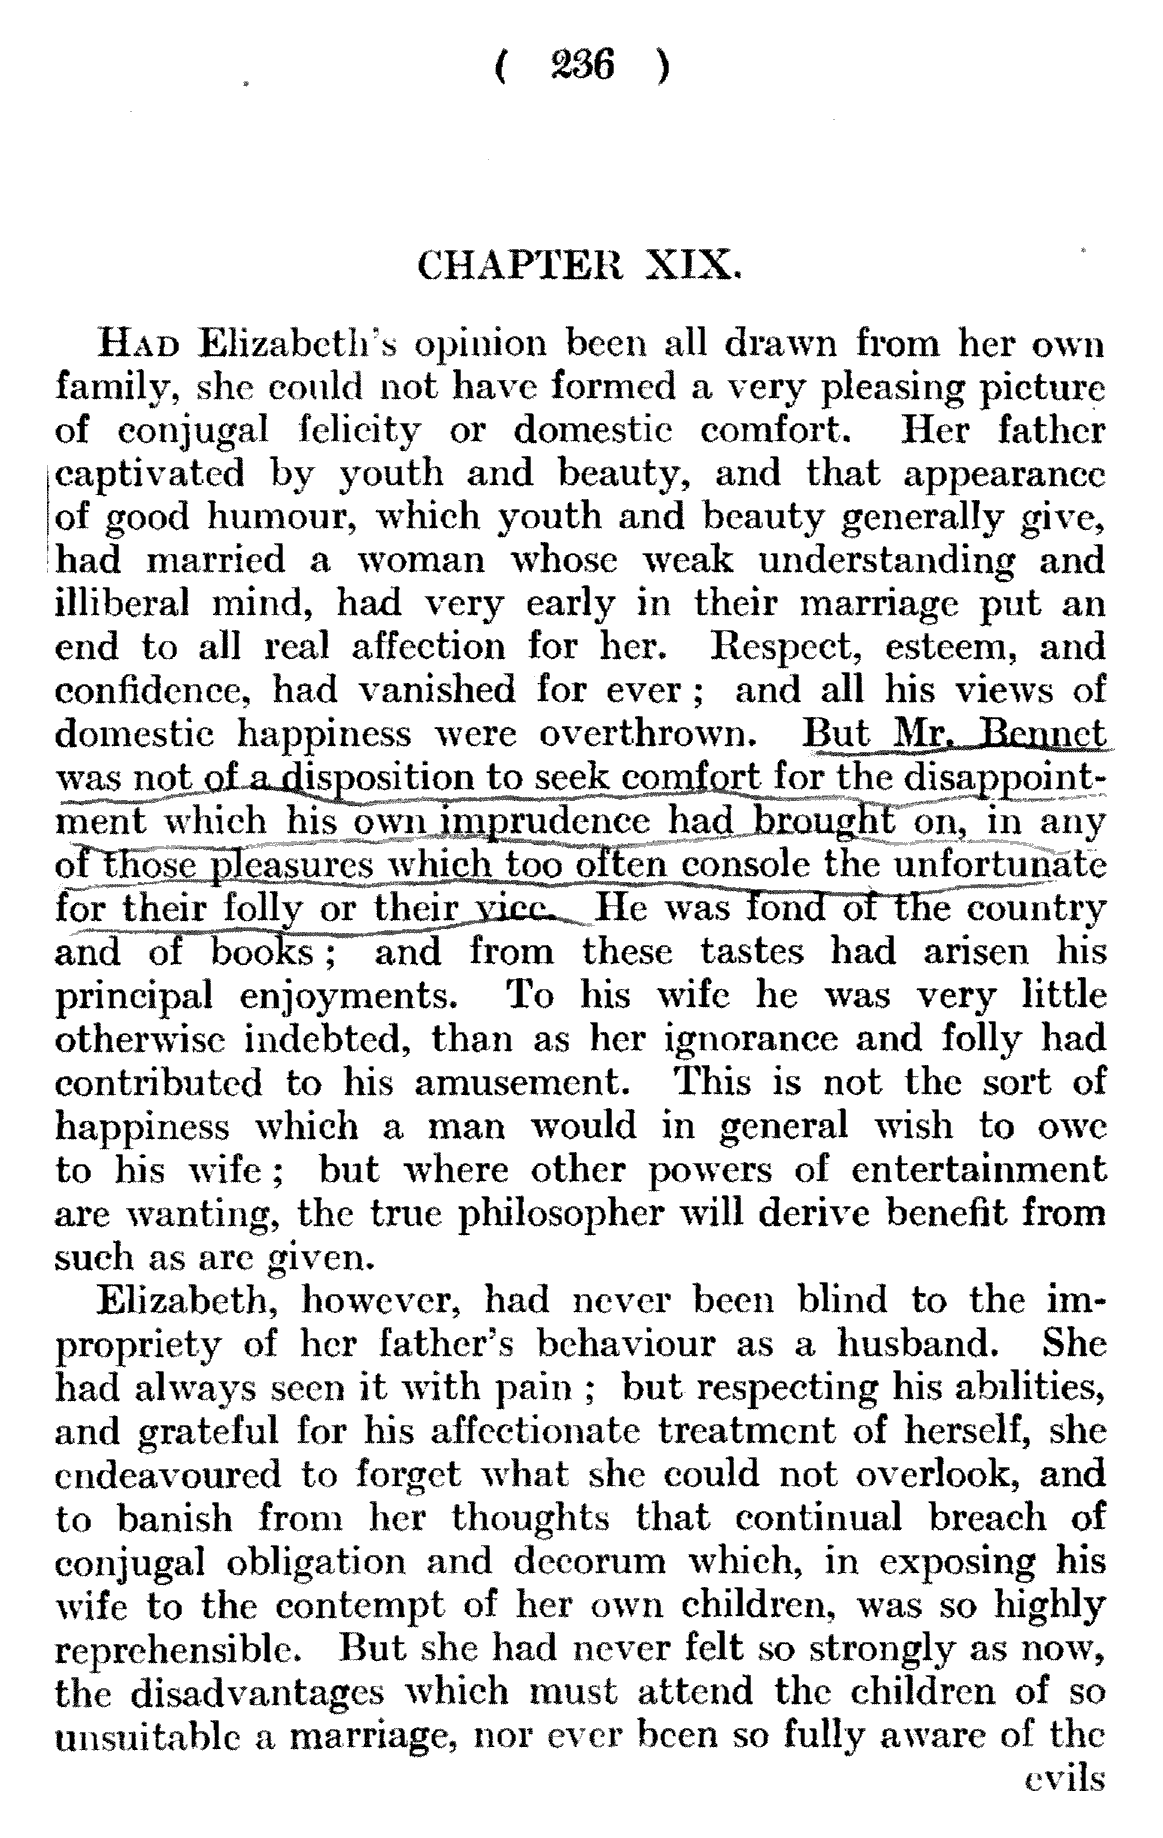 ( 236 )
CHAPTER XIX.
HAD Elizabeth's opinion been all drawn from her own
family, she could not have formed a very pleasing picture
of conjugal felicity or domestic comfort. Her father
captivated by youth and beauty, and that appearance
of good humour, which youth and beauty generally give,
had married a woman whose weak understanding and
illiberal mind, had very early in their marriage put an
end to all real affection for her. Respect, esteem, and
confidence, had vanished for ever ; and all his views of
domestic happiness were overthrown. But Mr. Bennet
was not of a disposition to seek comfort for the disappoint-
ment which his own imprudence had brought on, in any
of those pleasures which too often console the unfortunate
for their folly or their vice. He was fond of the country
and of books ; and from these tastes had arisen his
principal enjoyments. To his wife he was very little
otherwise indebted, than as her ignorance and folly had
contributed to his amusement. This is not the sort of
happiness which a man would in general wish to owe
to his wife ; but where other powers of entertainment
are wanting, the true philosopher will derive benefit from
such as are given.
Elizabeth, however, had never been blind to the im-
propriety of her father's behaviour as a husband. She
had always seen it with pain ; but respecting his abilities,
and grateful for his affectionate treatment of herself, she
endeavoured to forget what she could not overlook, and
to banish from her thoughts that continual breach of
conjugal obligation and decorum which, in exposing his
wife to the contempt of her own children, was so highly
reprehensible. But she had never felt so strongly as now,
the disadvantages which must attend the children of so
unsuitable a marriage, nor ever been so fully aware of the
evils